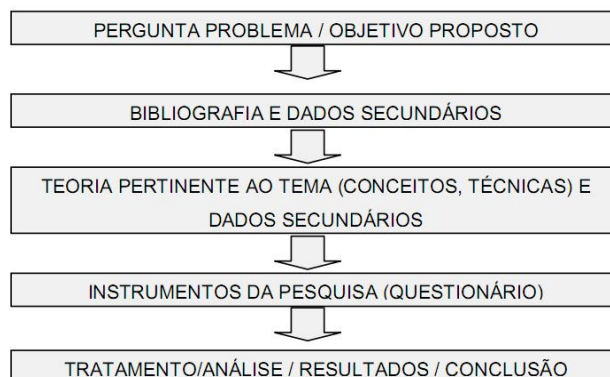 PERGUNTA PROBLEMA / OBJETIVO PROPOSTO
BIBLIOGRAFIA E DADOS SECUNDÁRIOS
TEORIA PERTINENTE AO TEMA (CONCEITOS, TÉCNICAS) E
DADOS SECUNDÁRIOS
INSTRUMENTOS DA PESQUISA (QUESTIONÁRIO)
TRATAMENTO/ANÁLISE / RESULTADOS / CONCLUSÃO